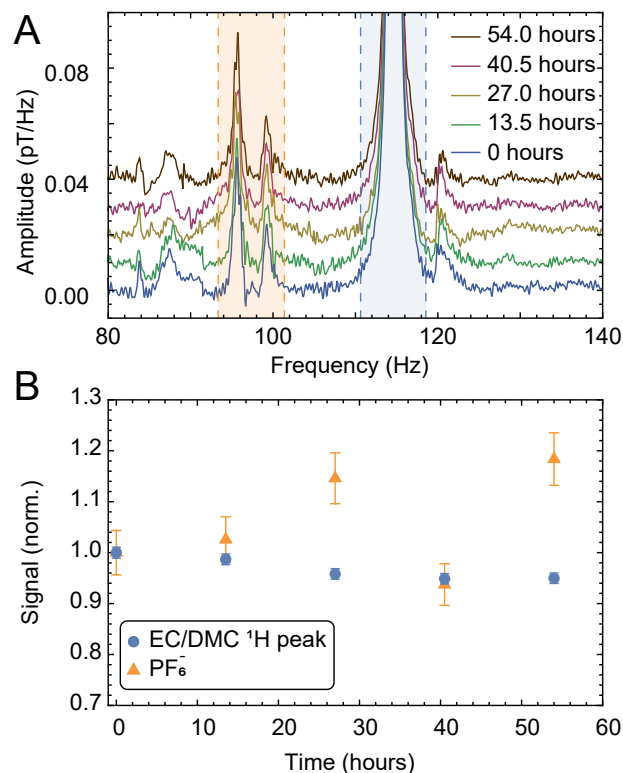 A
54.0 hours
40.5 hours
27.0 hours
13.5 hours
0 hours
Amplitude (pT/Hz)
0.08
0.04
0.00
80 100 120 140
Frequency (Hz)
B
Signal (norm.)
1.3
1.2
1.1
1.0
0.9
0.8
0.7
EC/DMC ¹H peak
PF₆⁻
0 10 20 30 40 50 60
Time (hours)